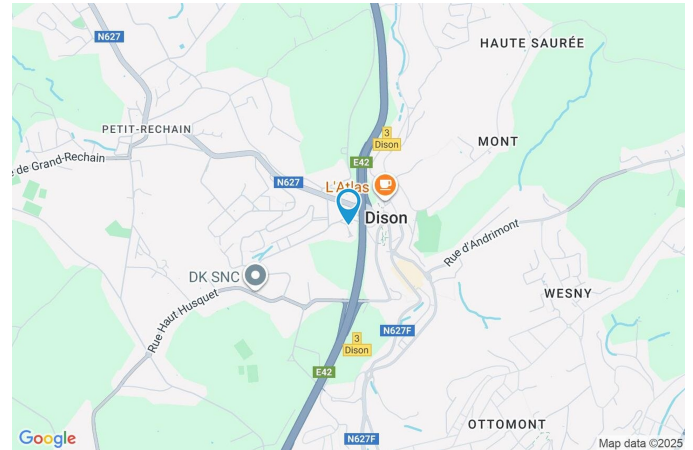 N627
HAUTE SAURÉE
PETIT-RECHAIN
3
Dison
MONT
E42
e de Grand-Rechain
N627
L'Atlas
Dison
Rue d'Andrimont
DK SNC
WESNY
Rue Haut Husquet
N627F
3
Dison
E42
OTTOMONT
N627F
Google
Map data ©2025